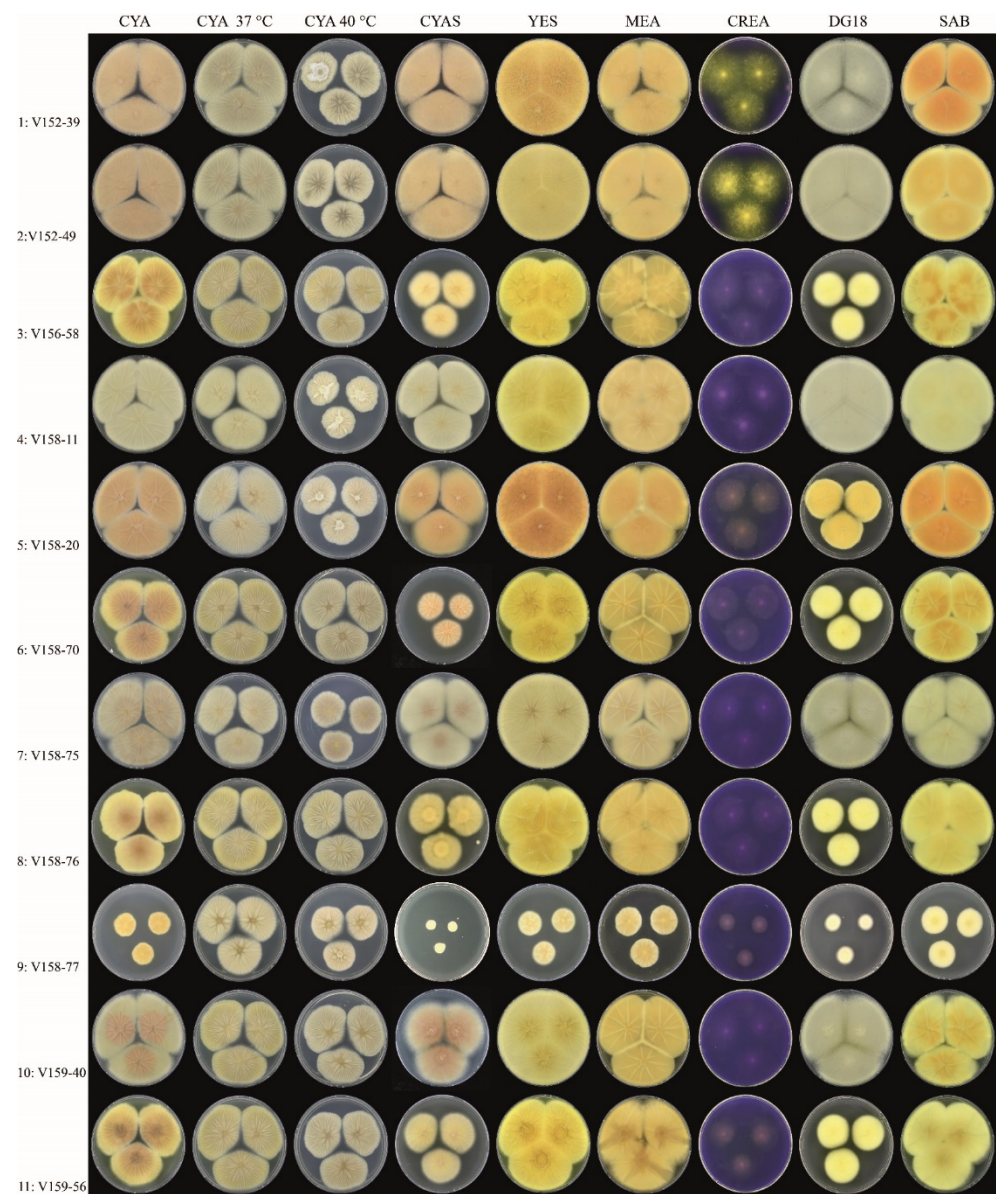 CYA CYA 37 °C CYA 40 °C CYAS YES MEA CREA DG18 SAB
1: V152-39
2:V152-49
3: V156-58
4: V158-11
5: V158-20
6: V158-70
7: V158-75
8: V158-76
9: V158-77
10: V159-40
11: V159-56